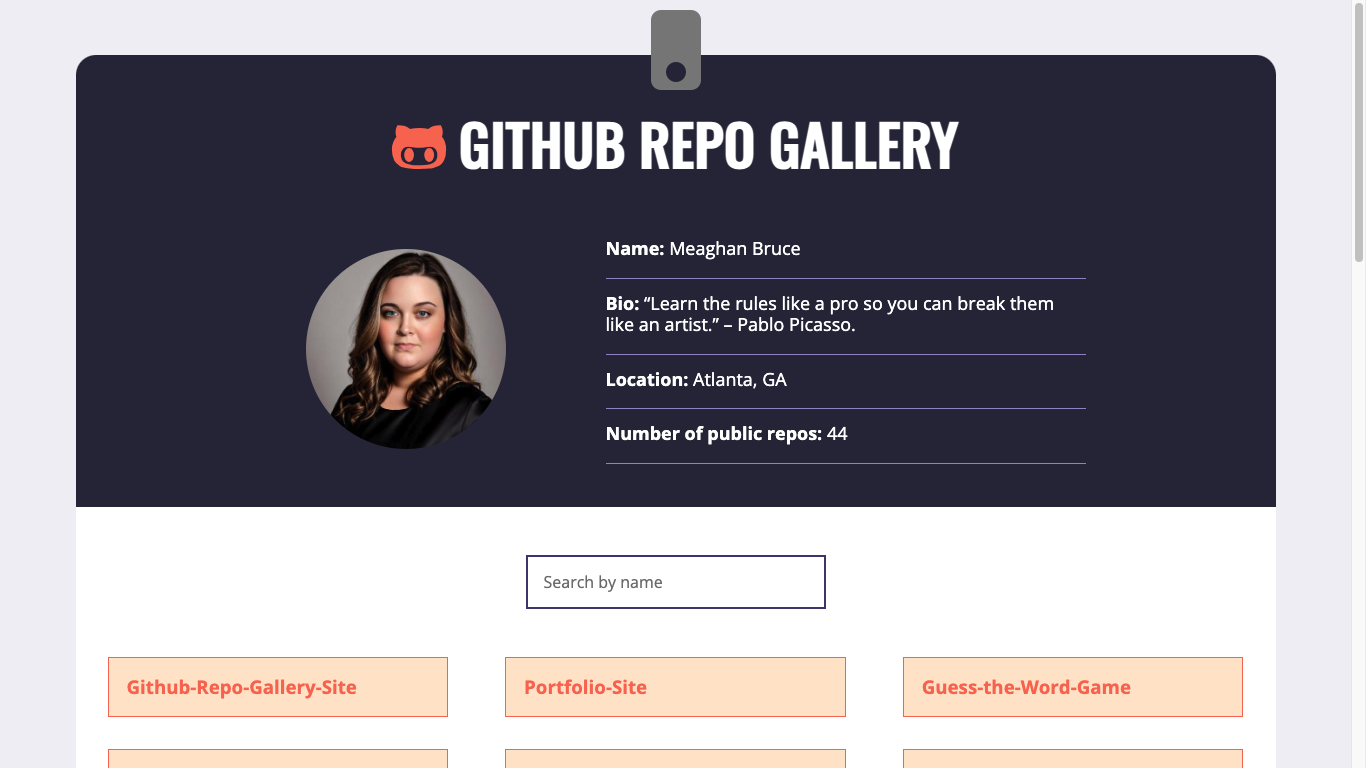 GITHUB REPO GALLERY
Name: Meaghan Bruce
Bio: “Learn the rules like a pro so you can break them
like an artist.” – Pablo Picasso.
Location: Atlanta, GA
Number of public repos: 44
Search by name
Github-Repo-Gallery-Site
Portfolio-Site
Guess-the-Word-Game